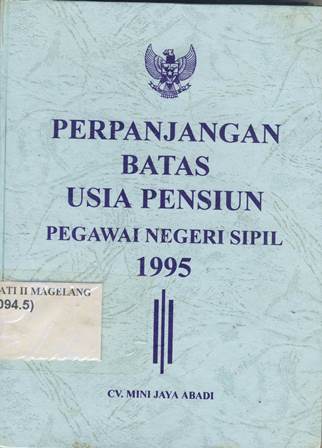 PERPANJANGAN
BATAS
USIA PENSIUN
PEGAWAI NEGERI SIPIL
1995
ATI II MAGELANG
094.5)
CV. MINI JAYA ABADI